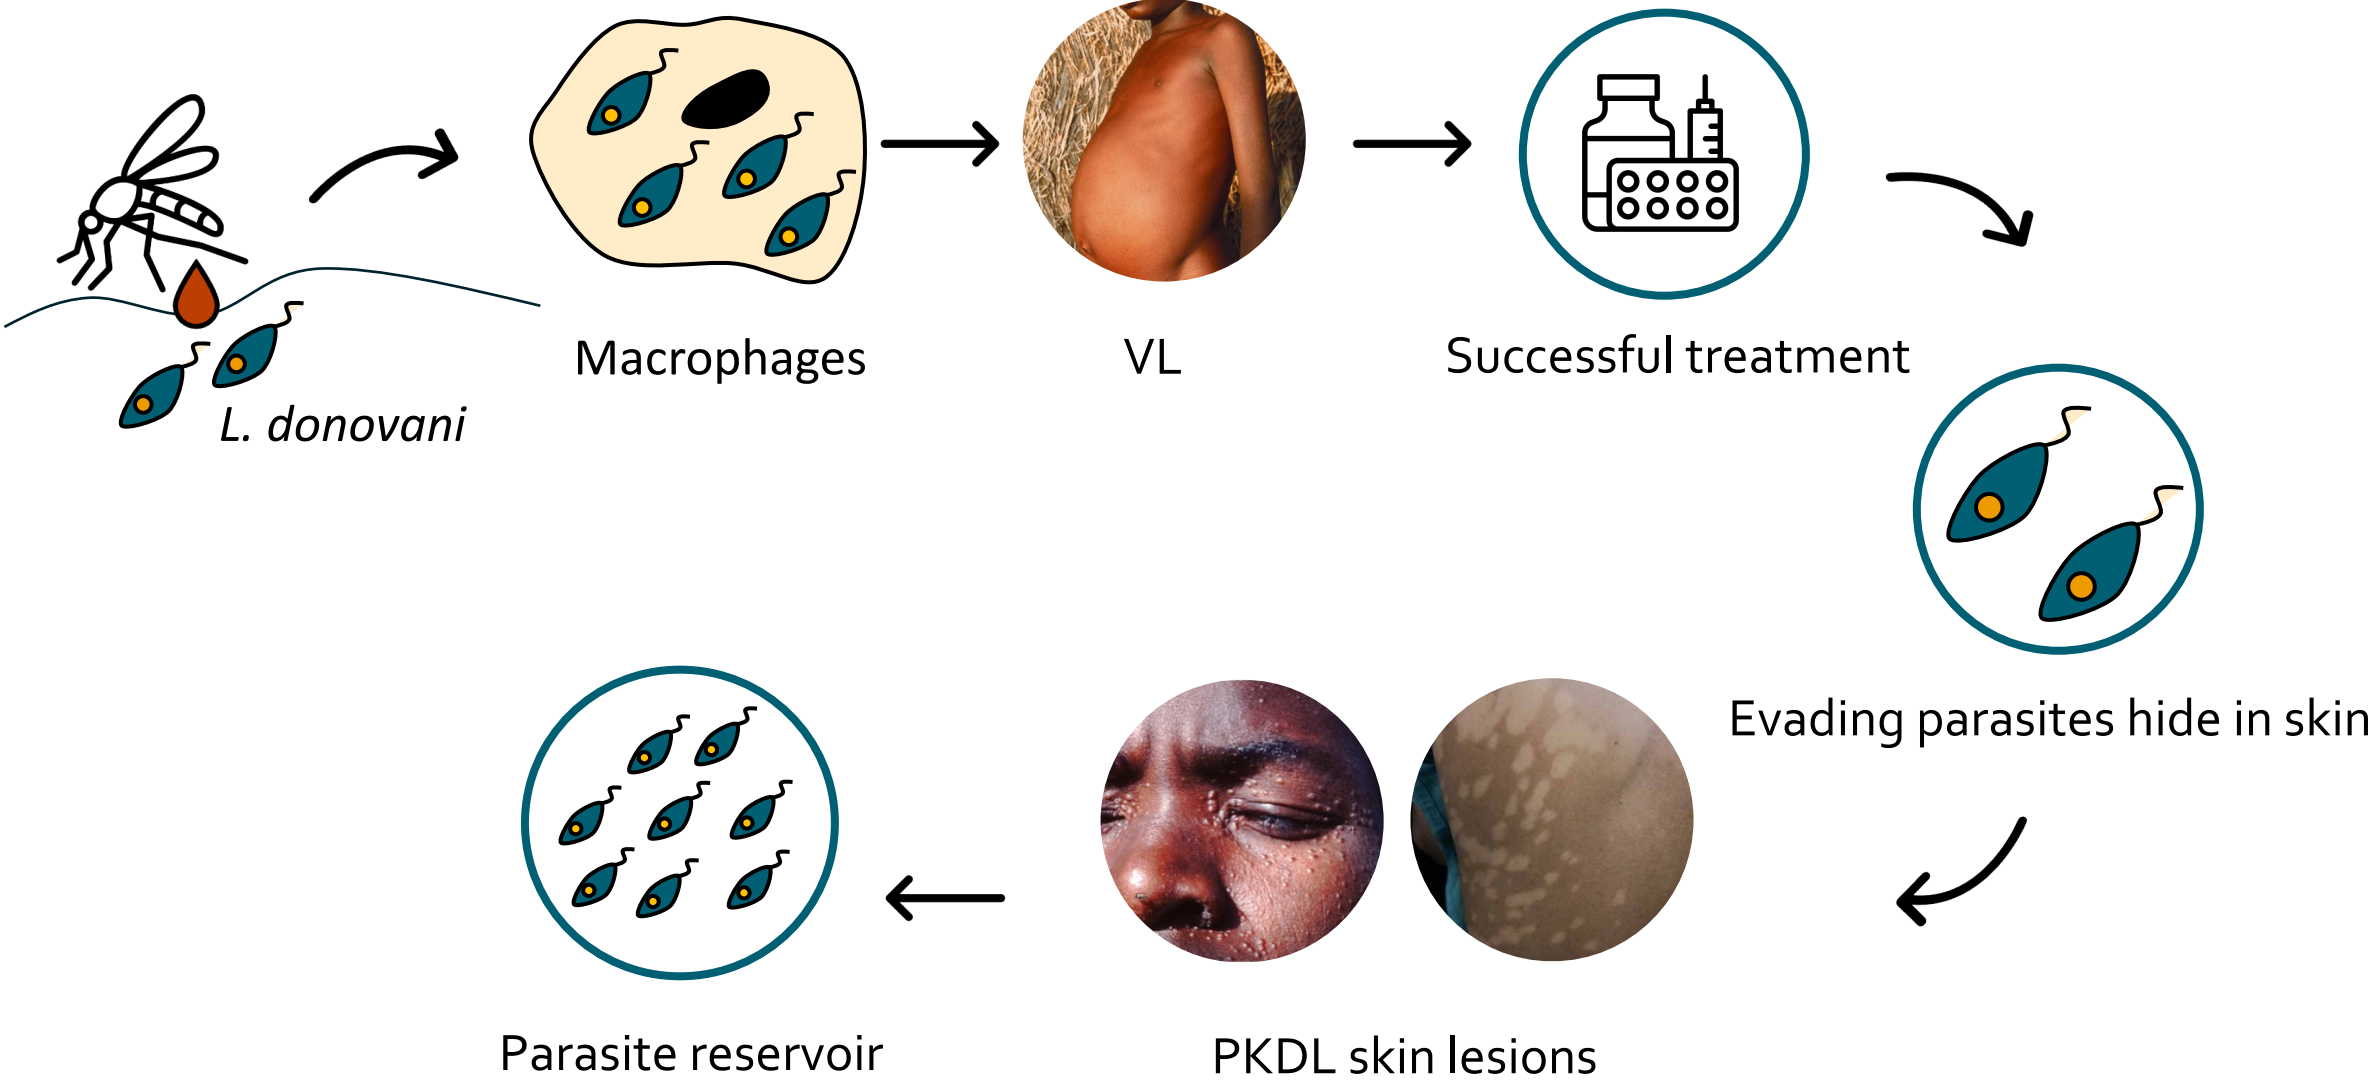 L. donovani
Macrophages
VL
Successful treatment
Evading parasites hide in skin
PKDL skin lesions
Parasite reservoir